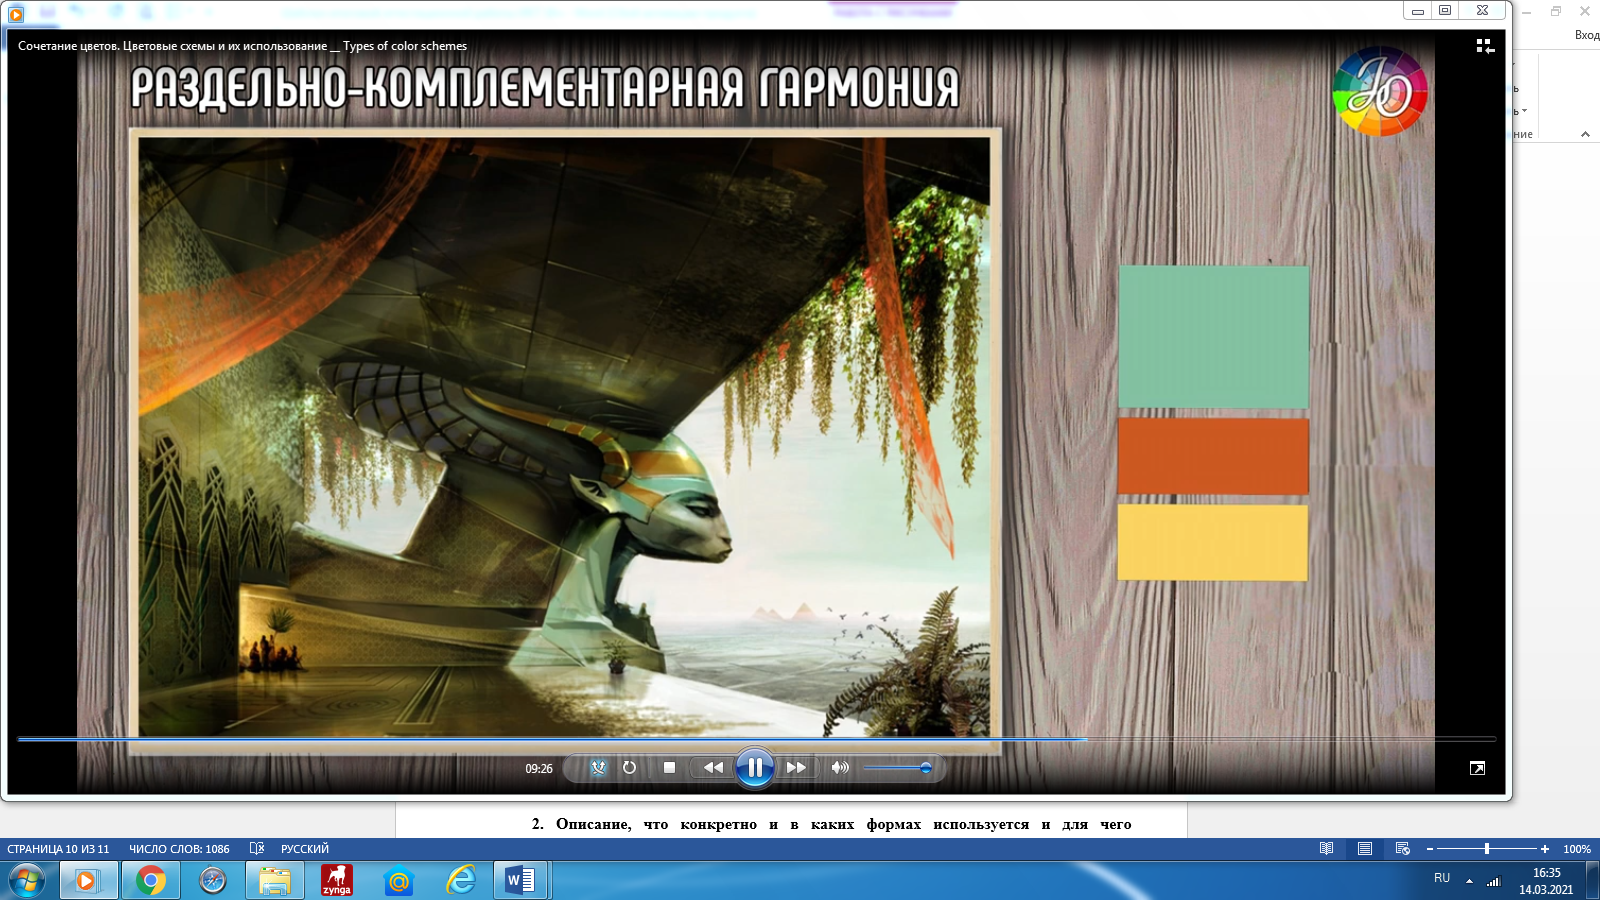 Сочетание цветов. Цветовые схемы и их использование __ Types of color schemes
Вход
РАЗДЕЛЬНО-КОМПЛЕМЕНТАРНАЯ ГАРМОНИЯ
Ю
ь
ь
ние
09:26
2. Описание, что конкретно и в каких формах используется и для чего
СТРАНИЦА 10 ИЗ 11 ЧИСЛО СЛОВ: 1086 РУССКИЙ 100%
zynga
RU
16:35
14.03.2021